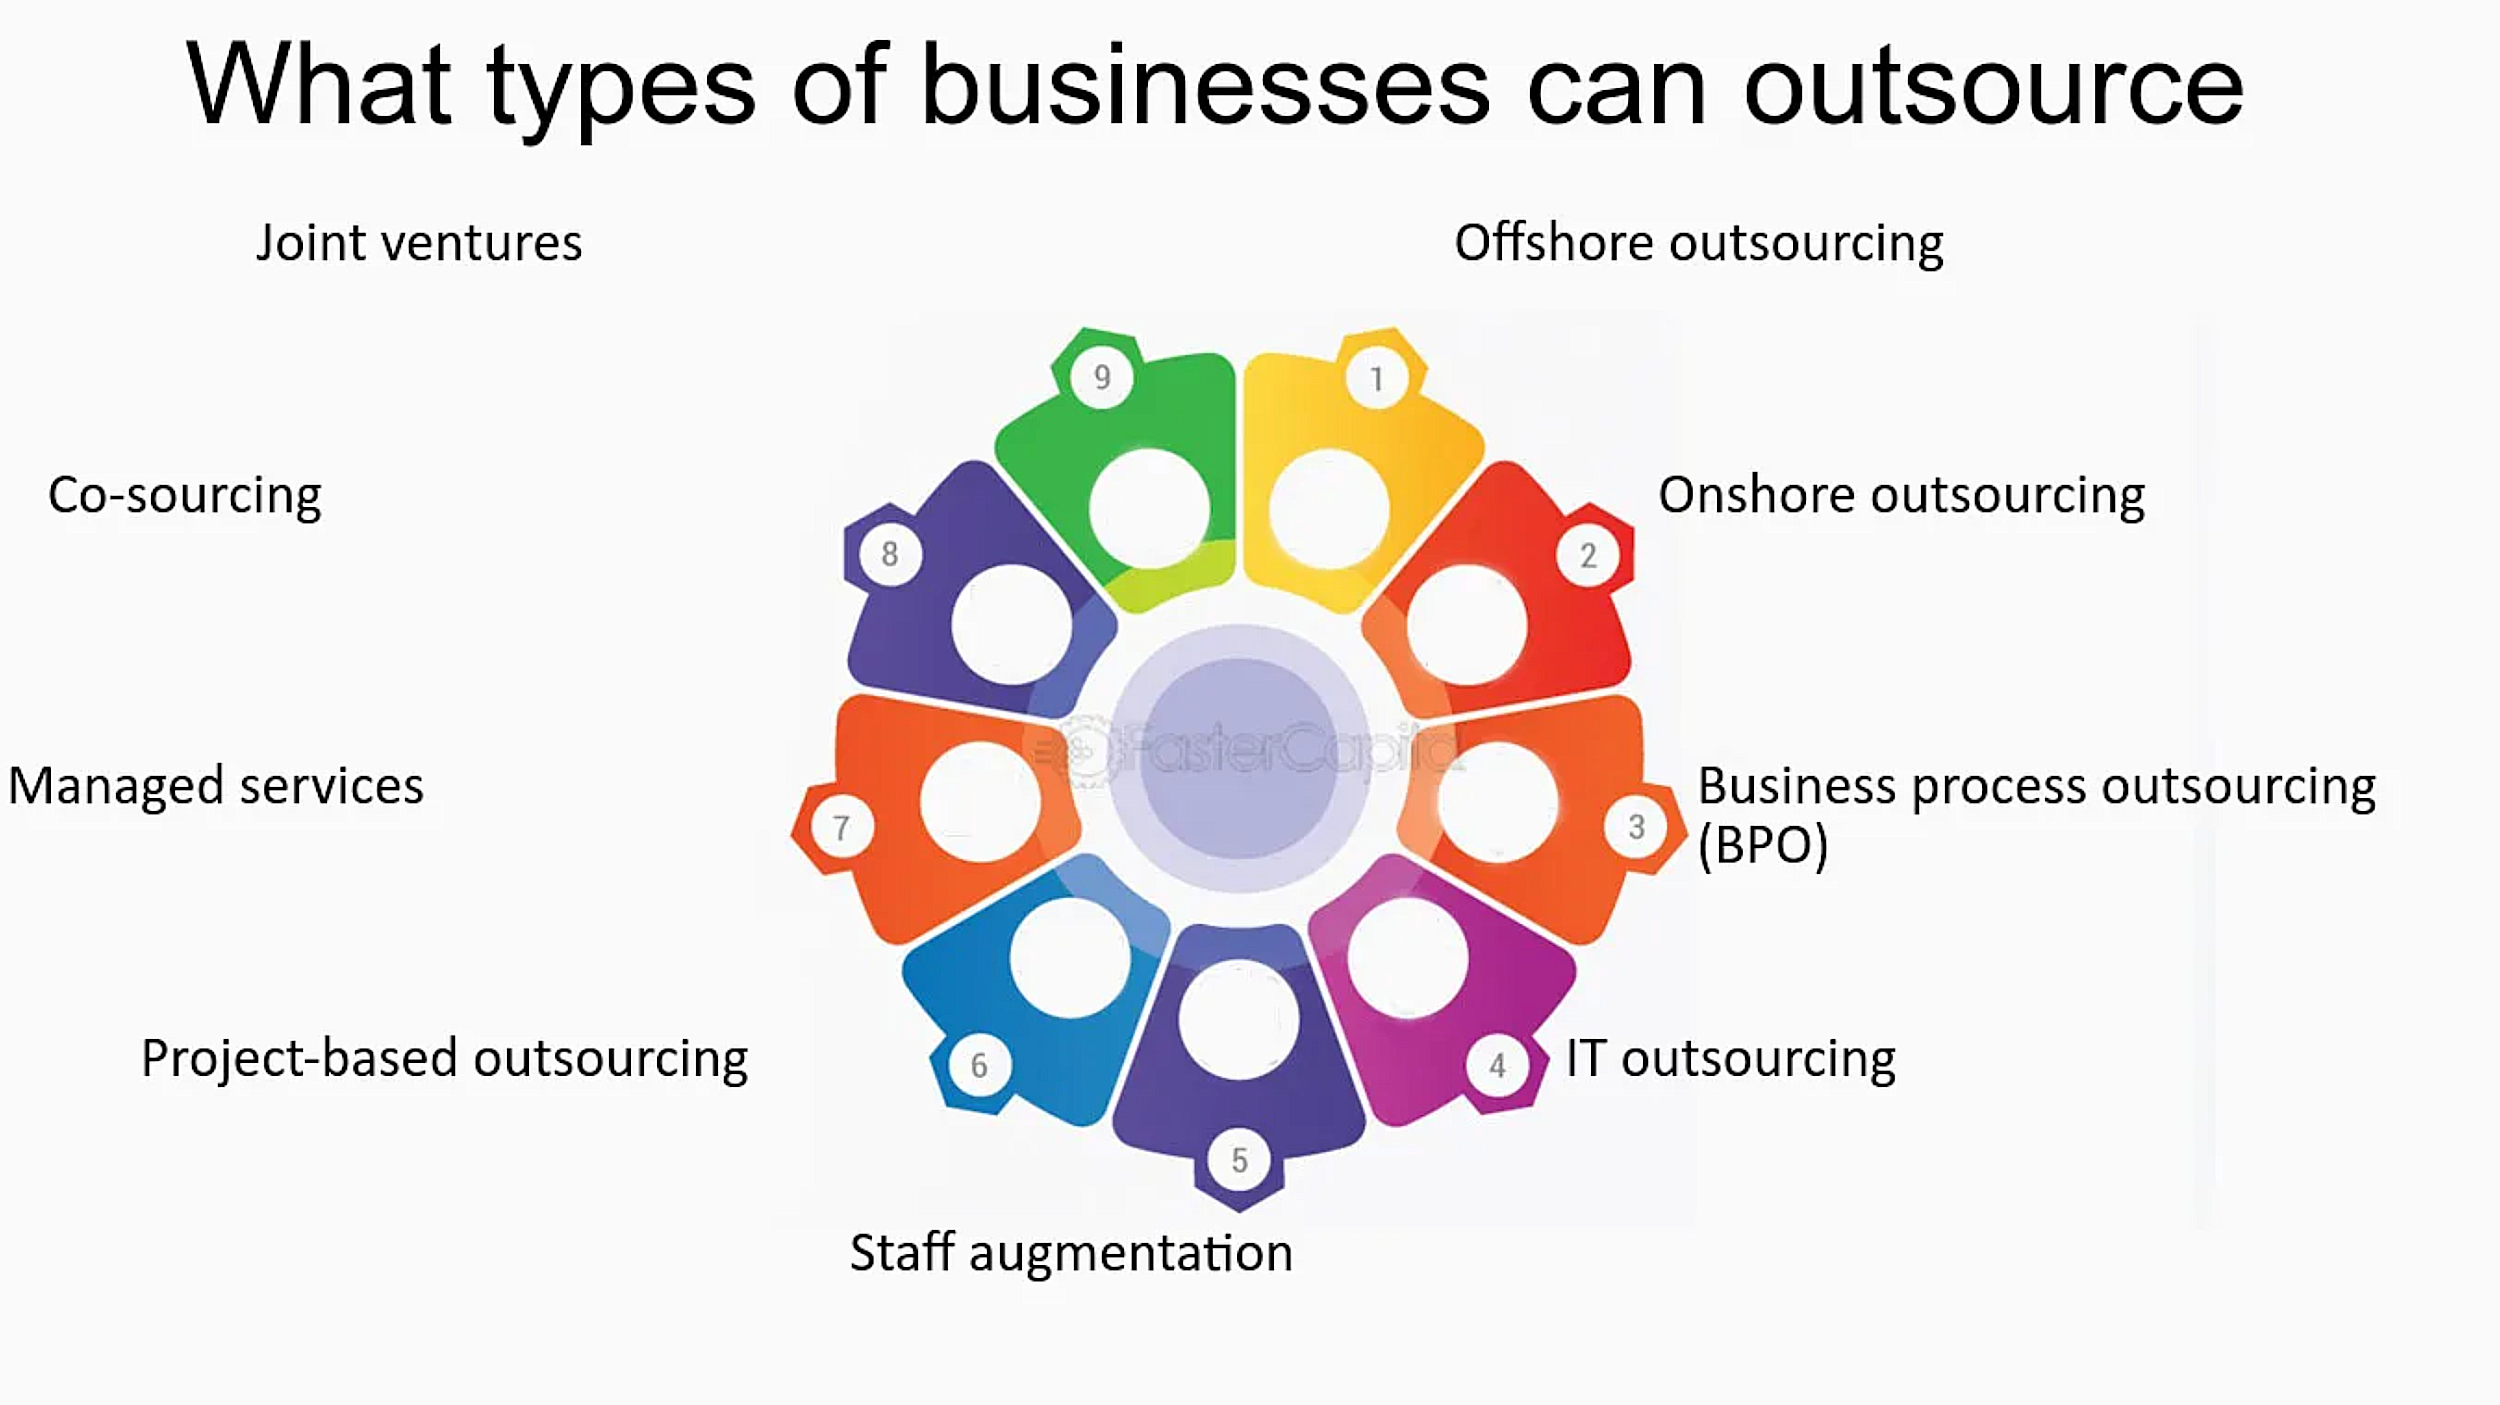 What types of businesses can outsource
Joint ventures
Offshore outsourcing
9
1
Co-sourcing
Onshore outsourcing
8
2
FasterCapital
Managed services
Business process outsourcing
(BPO)
7
3
Project-based outsourcing
IT outsourcing
6
4
5
Staff augmentation